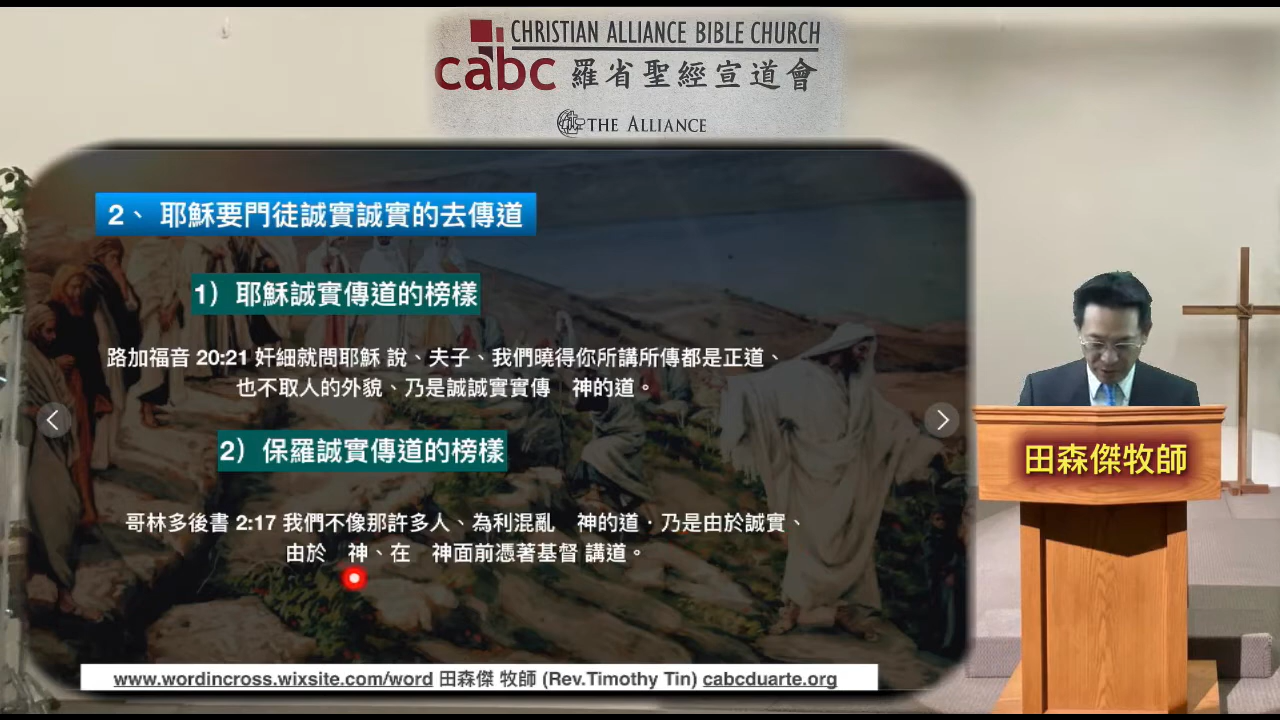 CHRISTIAN ALLIANCE BIBLE CHURCH
cabc 羅省聖經宣道會
THE ALLIANCE
2、 耶穌要門徒誠實誠實的去傳道
1）耶穌誠實傳道的榜樣
路加福音 20:21 奸細就問耶穌 說、夫子、我們曉得你所講所傳都是正道、
也不取人的外貌、乃是誠誠實實傳　神的道。
2）保羅誠實傳道的榜樣
哥林多後書 2:17 我們不像那許多人、為利混亂　神的道．乃是由於誠實、
由於　神、在　神面前憑著基督 講道。
田森傑牧師
www.wordincross.wixsite.com/word 田森傑 牧師 (Rev.Timothy Tin) cabcduarte.org